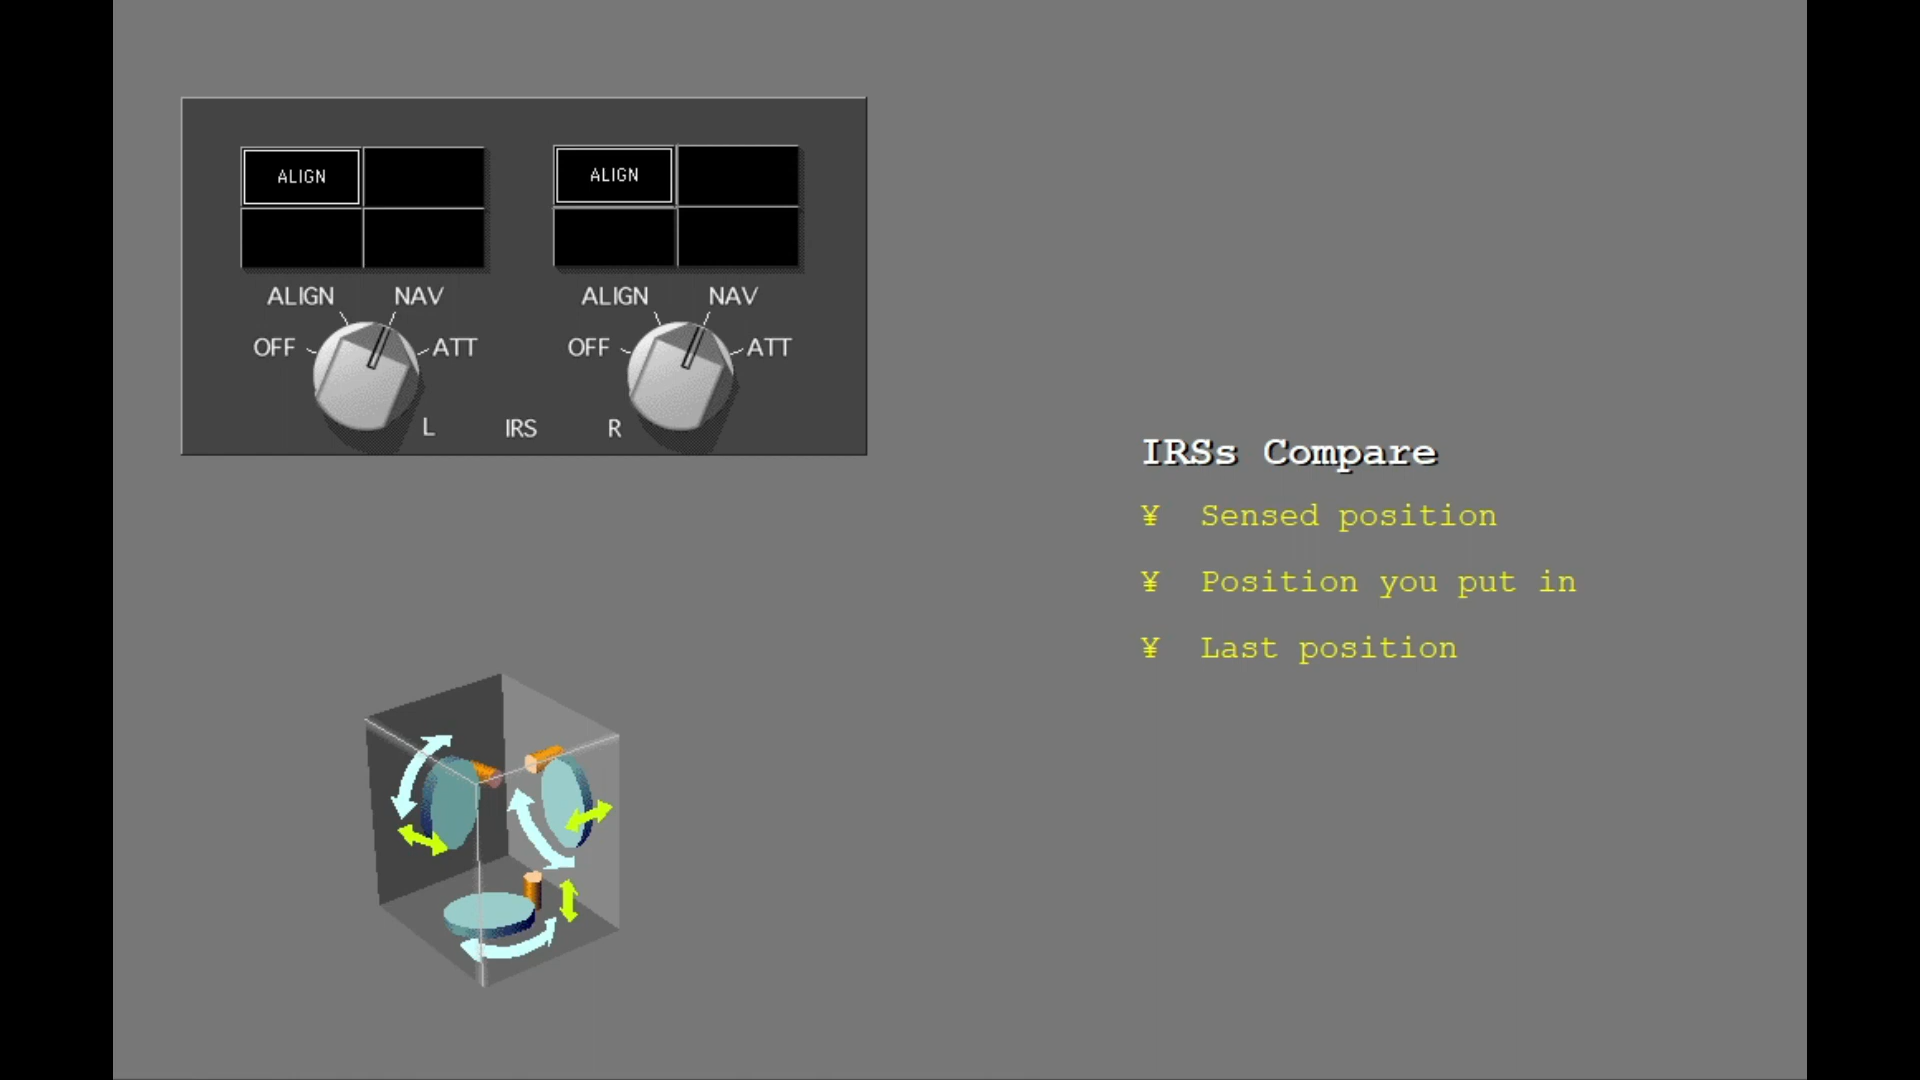 ALIGN ALIGN
ALIGN NAV ALIGN NAV
OFF ATT OFF ATT
L IRS R
IRSs Compare
¥ Sensed position
¥ Position you put in
¥ Last position